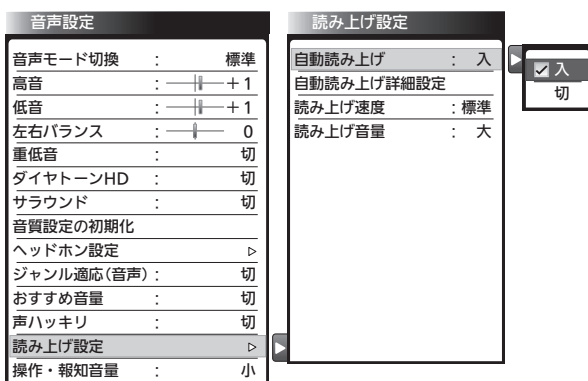 音声設定
音声モード切換 : 標準
高音 : +1
低音 : +1
左右バランス : 0
重低音 : 切
ダイヤトーンHD : 切
サラウンド : 切
音質設定の初期化
ヘッドホン設定
ジャンル適応(音声) : 切
おすすめ音量 : 切
声ハッキリ : 切
読み上げ設定
操作・報知音量 : 小
読み上げ設定
自動読み上げ : 入
自動読み上げ詳細設定
読み上げ速度 : 標準
読み上げ音量 : 大
入
切